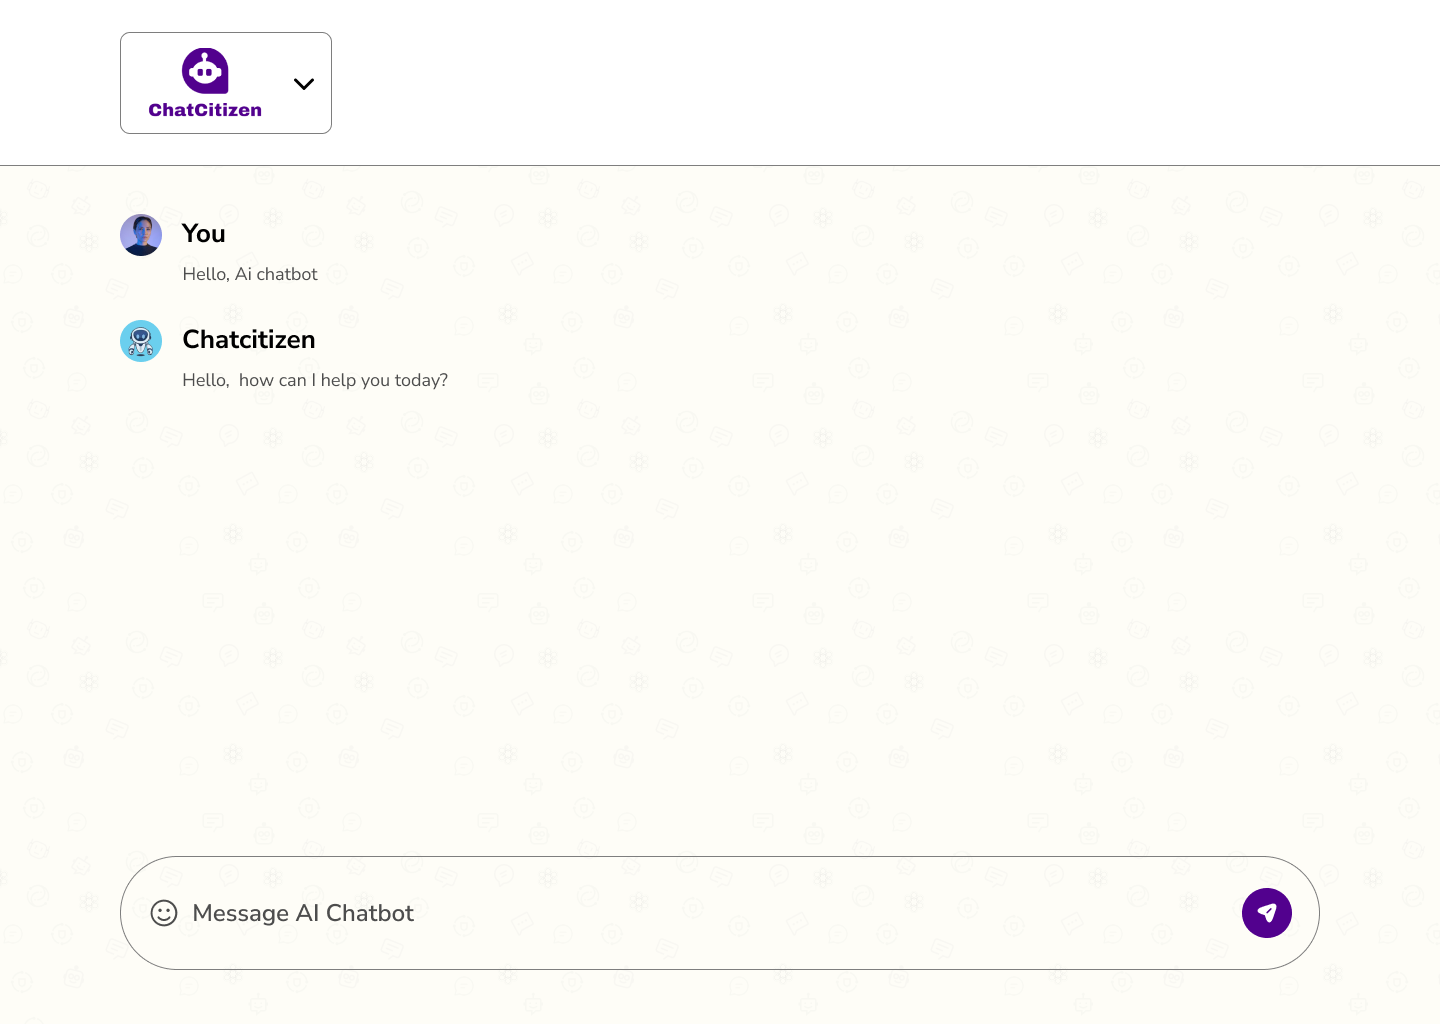 ChatCitizen
You
Hello, Ai chatbot
Chatcitizen
Hello,  how can I help you today?
Message AI Chatbot